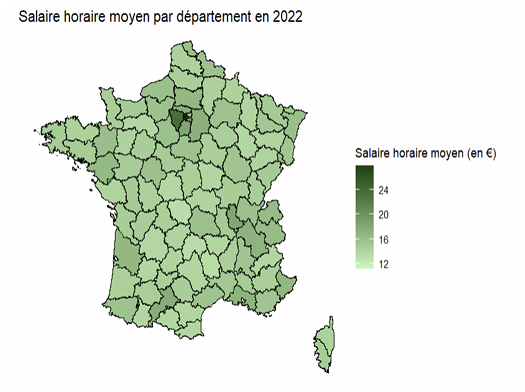 Salaire horaire moyen par département en 2022
Salaire horaire moyen (en €)
24
20
16
12